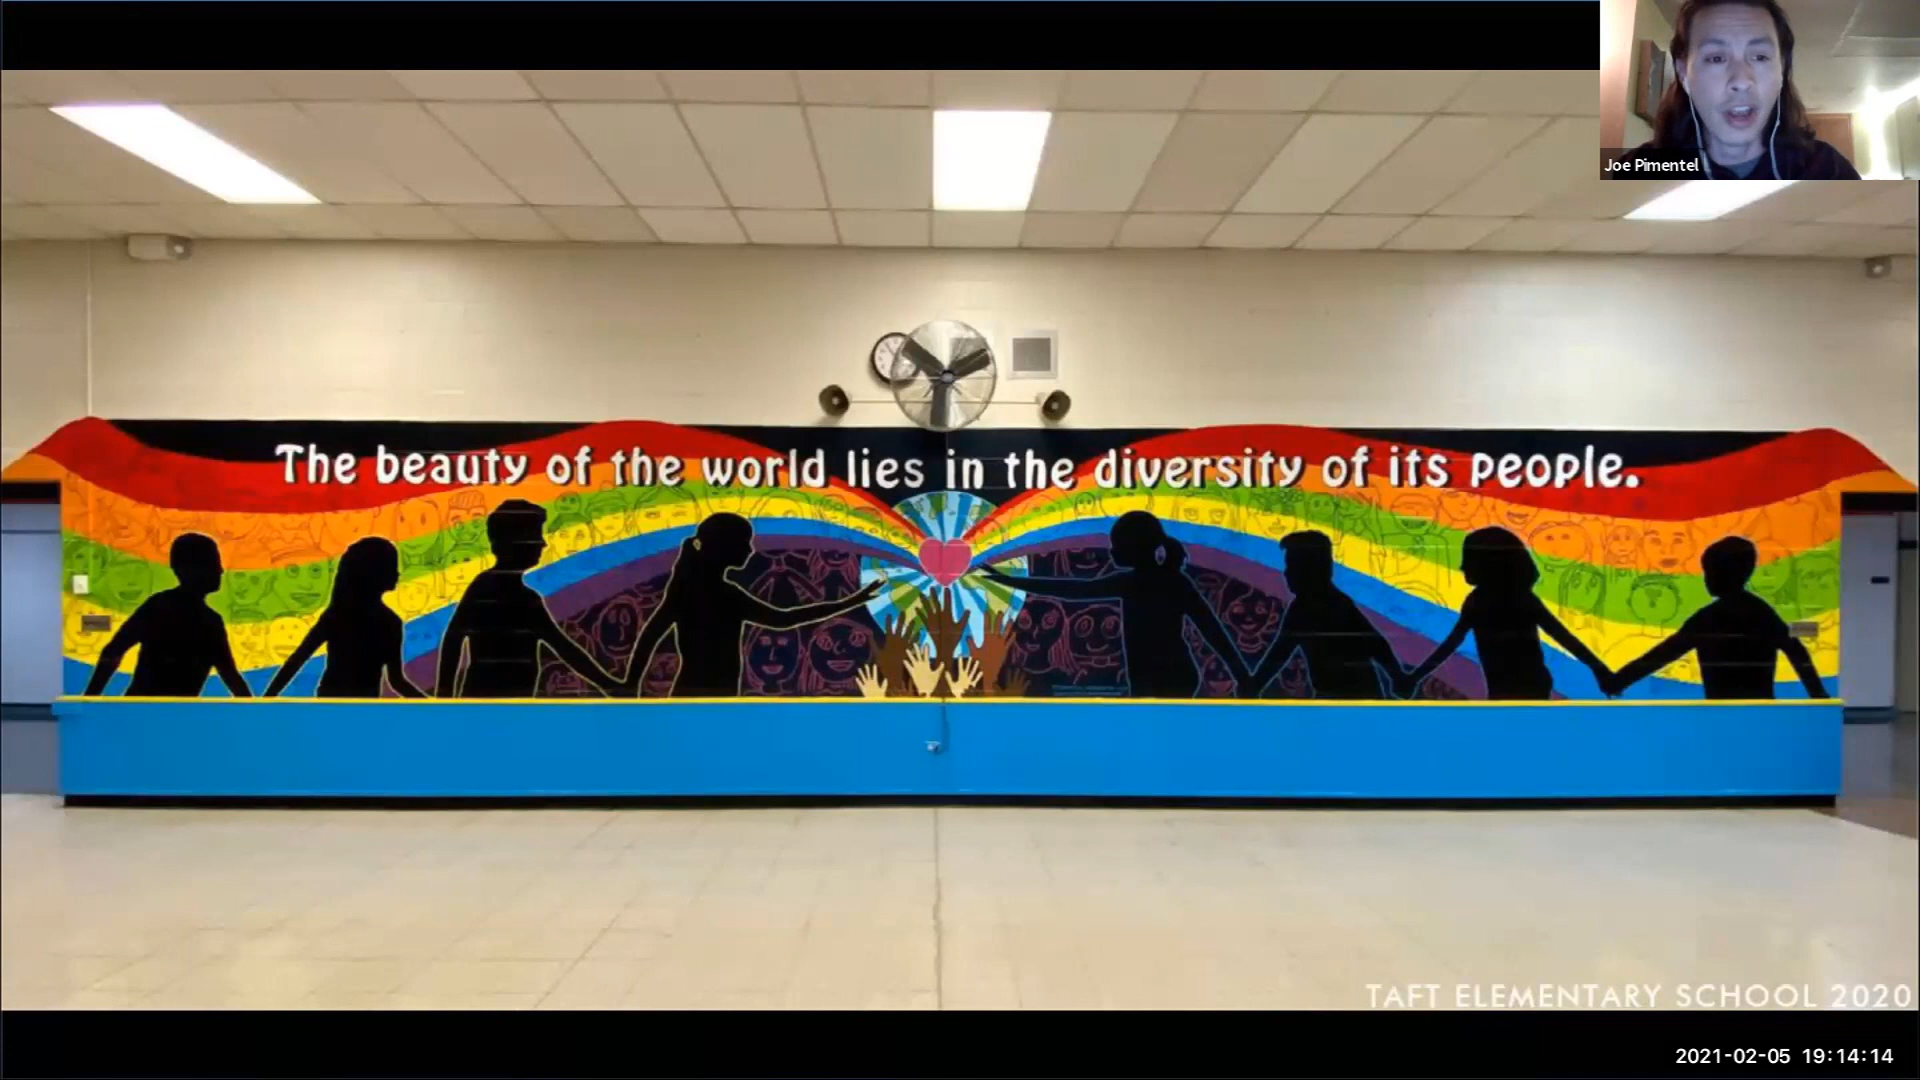 Joe Pimentel
The beauty of the world lies in the diversity of its people.
TAFT ELEMENTARY SCHOOL 2020
2021-02-05 19:14:14